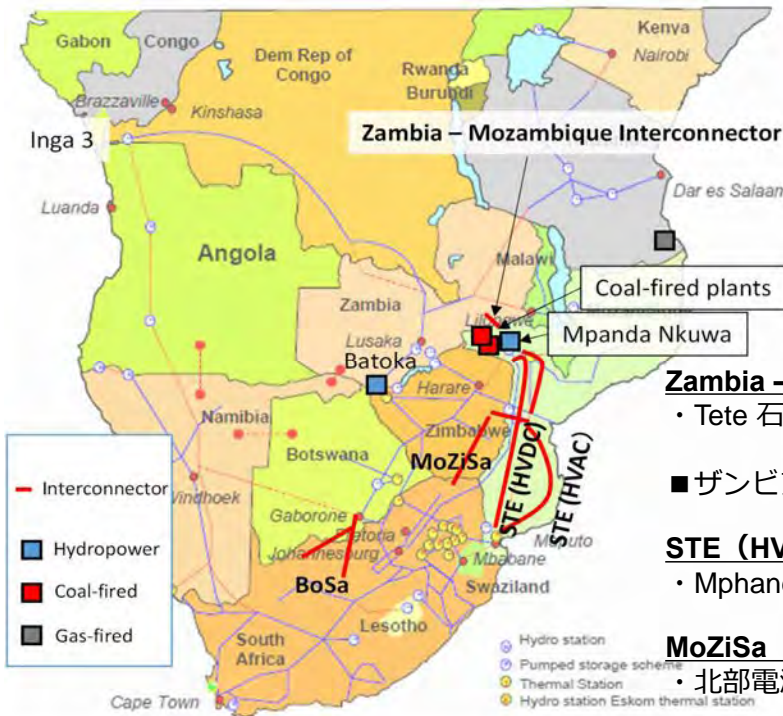 Gabon
Congo
Dem Rep of
Congo
Kenya
Nairobi
Rwanda
Burundi
Brazzaville
Kinshasa
Inga 3
Zambia – Mozambique Interconnector
Dar es Salaam
Luanda
Angola
Malawi
Coal-fired plants
Zambia
Mpanda Nkuwa
Lusaka
Batoka
Harare
Zambia -
・Tete 石
Namibia
Zimbabwe
Botswana
MoZiSa
STE (HVDC)
STE (HVAC)
■ザンビ
Interconnector
Windhoek
Gaborone
Pretoria
Johannesburg
Maputo
Mbabane
Hydropower
BoSa
Swaziland
STE（HV
・Mphand
Coal-fired
Lesotho
Gas-fired
South
Africa
Hydro station
Pumped storage scheme
Thermal Station
Hydro station Eskom thermal station
MoZiSa
・北部電
Cape Town